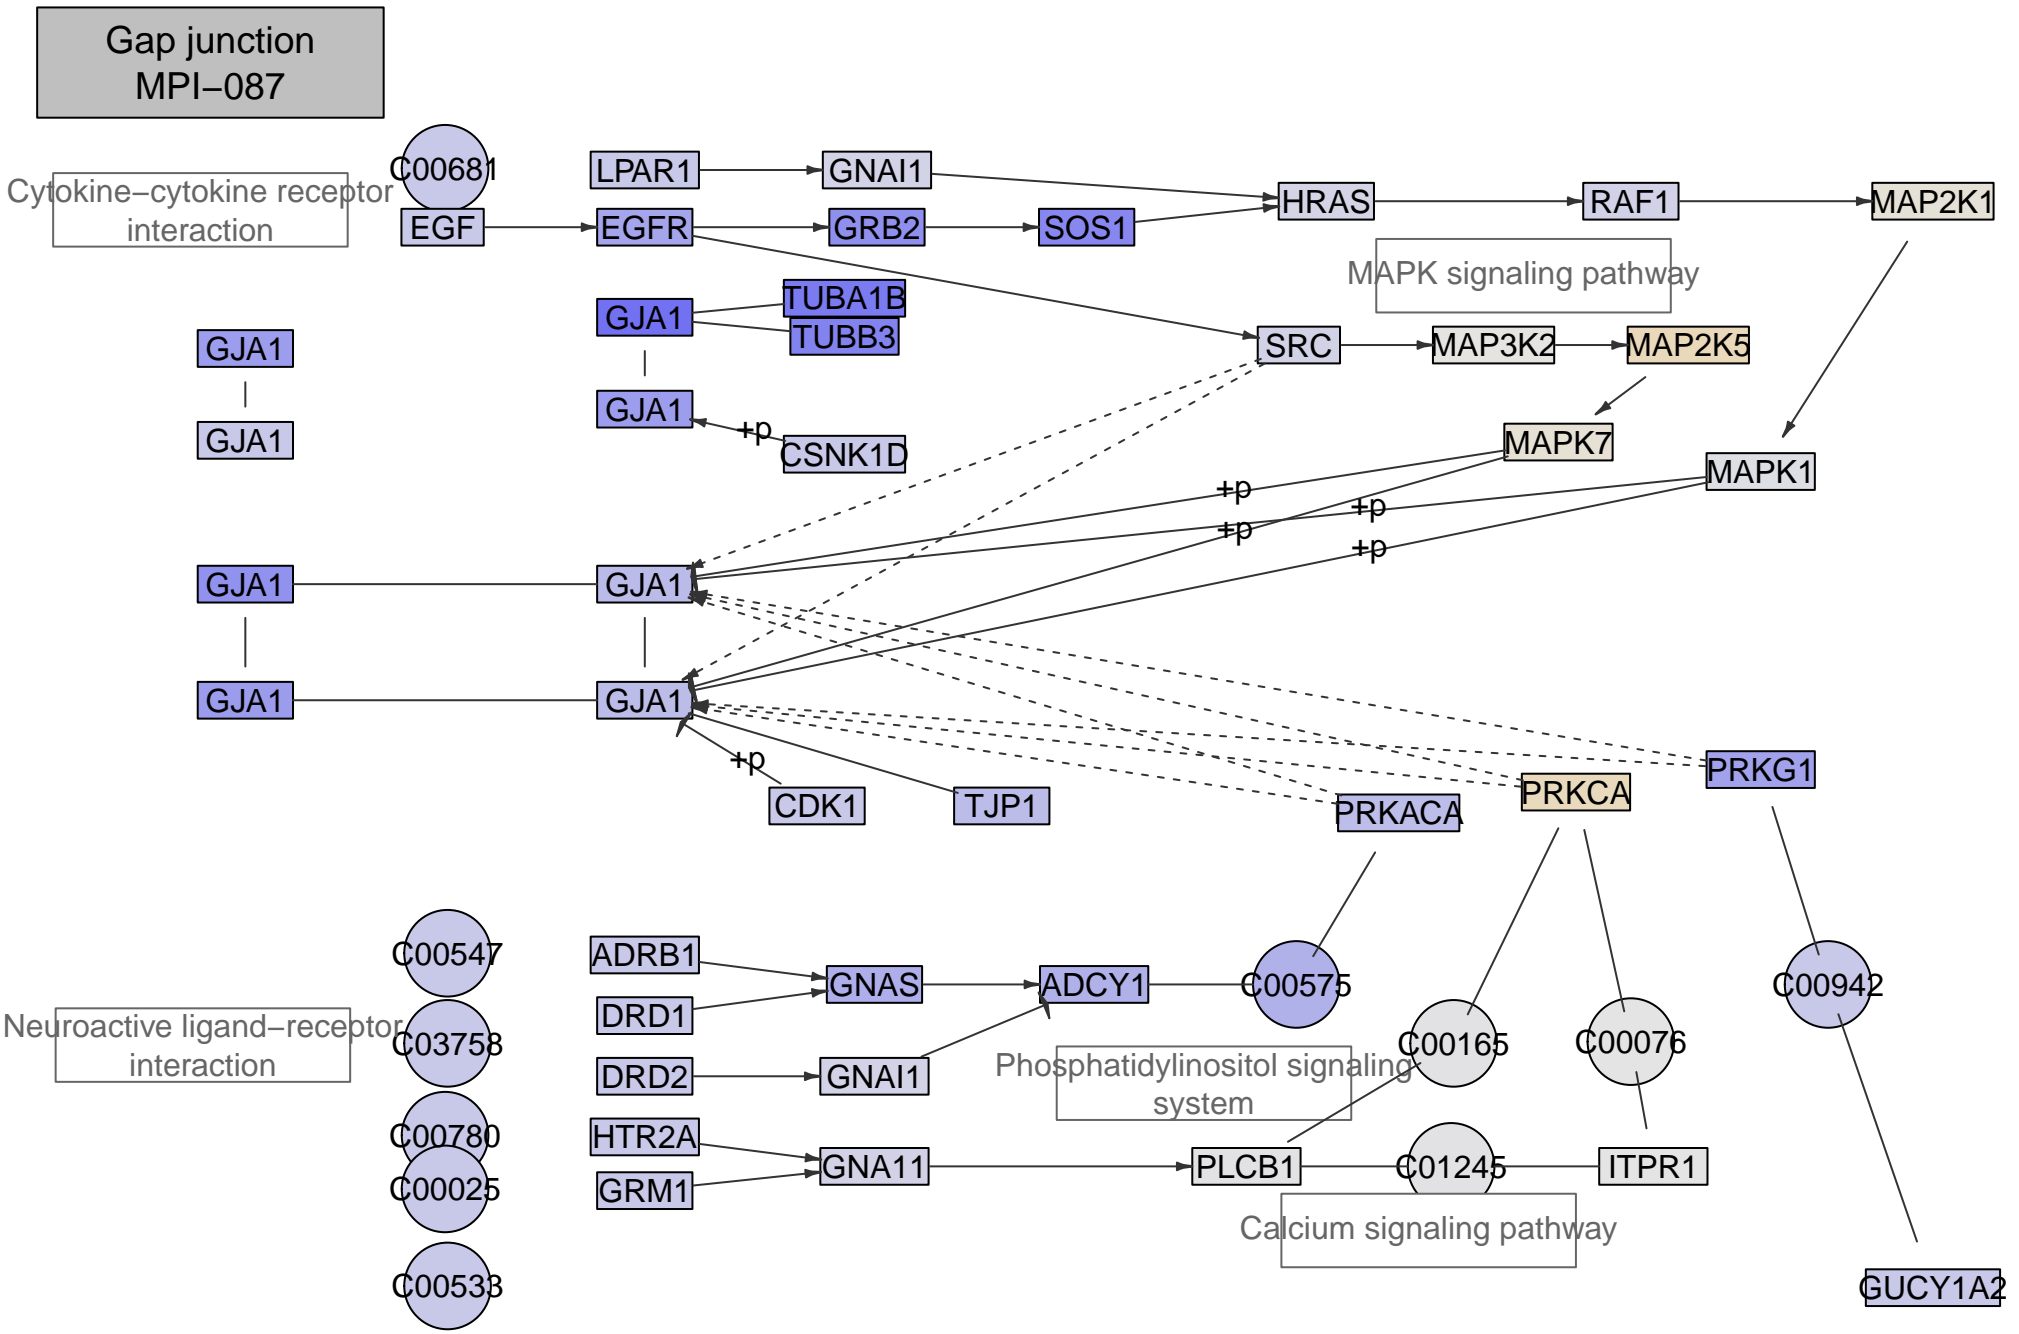 Gap junction
MPI−087
C00681
LPAR1
GNAI1
Cytokine−cytokine receptor
interaction
HRAS
RAF1
MAP2K1
EGF
EGFR
GRB2
SOS1
MAPK signaling pathway
TUBA1B
GJA1
TUBB3
GJA1
SRC
MAP3K2
MAP2K5
GJA1
+p
GJA1
CSNK1D
MAPK7
MAPK1
+p
+p
+p
+p
GJA1
GJA1
GJA1
GJA1
+p
CDK1
TJP1
PRKACA
PRKCA
PRKG1
C00547
ADRB1
GNAS
ADCY1
C00575
C00942
DRD1
Neuroactive ligand−receptor
interaction
C03758
C00165
C00076
DRD2
GNAI1
Phosphatidylinositol signaling
system
C00780
HTR2A
GNA11
PLCB1
C01245
ITPR1
C00025
GRM1
Calcium signaling pathway
C00533
GUCY1A2